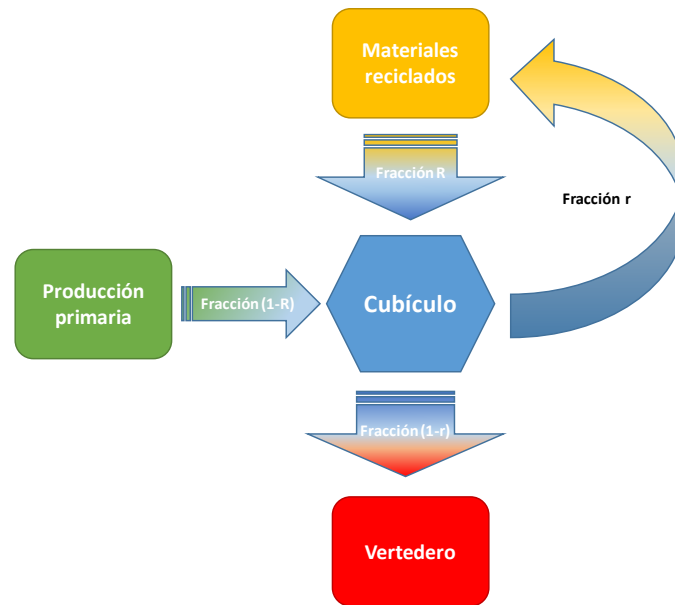 Materiales
reciclados
Fracción R
Fracción r
Producción
primaria
Fracción (1-R)
Cubículo
Fracción (1-r)
Vertedero